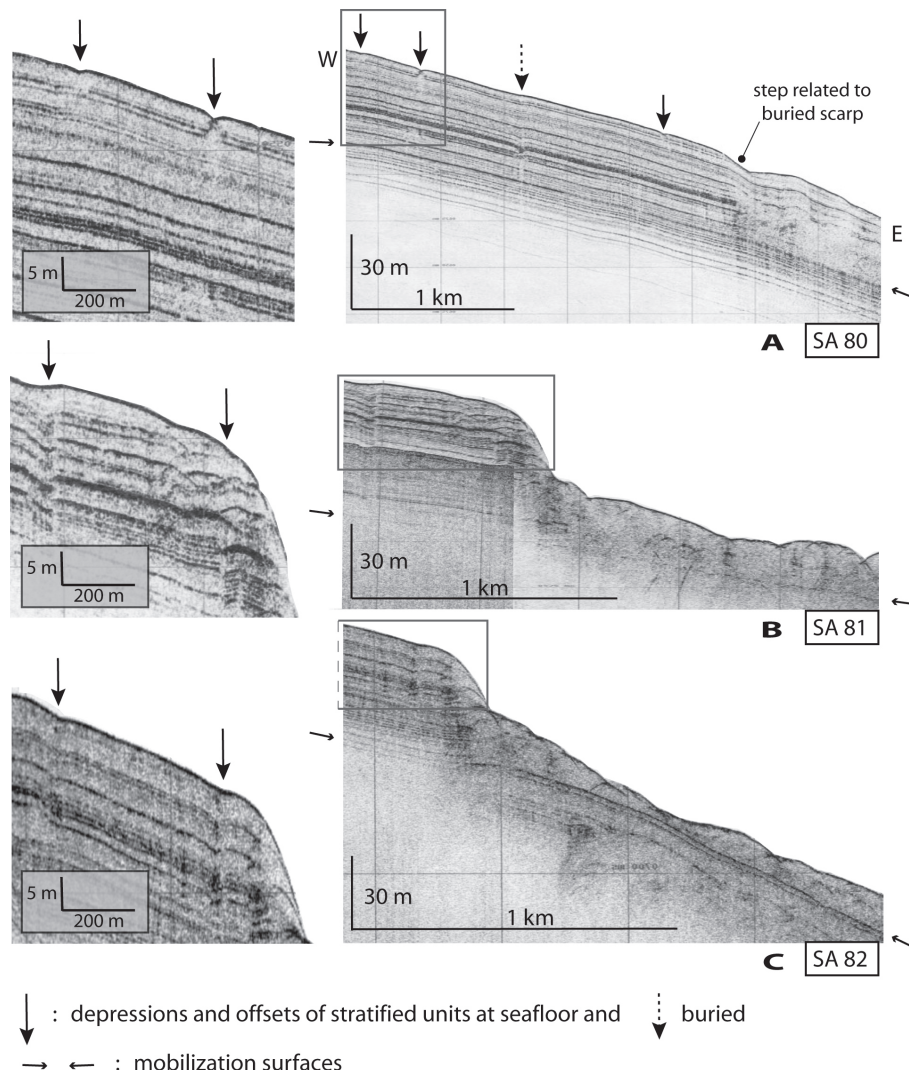 W
step related to
buried scarp
E
5 m
200 m
30 m
1 km
A
SA 80
5 m
200 m
30 m
1 km
B
SA 81
5 m
200 m
30 m
1 km
C
SA 82
: depressions and offsets of stratified units at seafloor and
buried
: mobilization surfaces